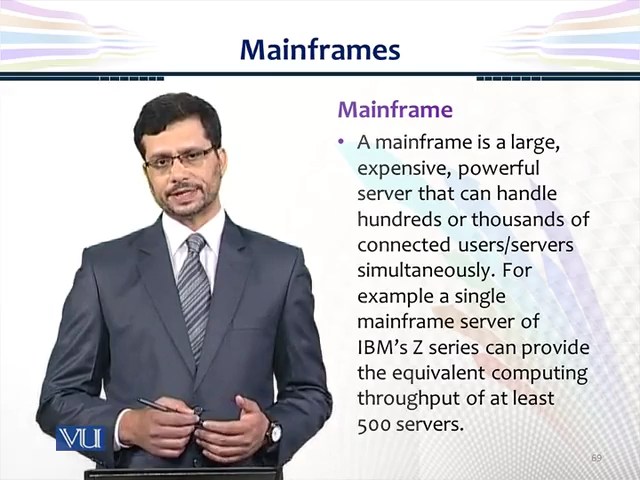 Mainframes
Mainframe
• A mainframe is a large,
expensive, powerful
server that can handle
hundreds or thousands of
connected users/servers
simultaneously. For
example a single
mainframe server of
IBM's Z series can provide
the equivalent computing
throughput of at least
500 servers.
VU
69